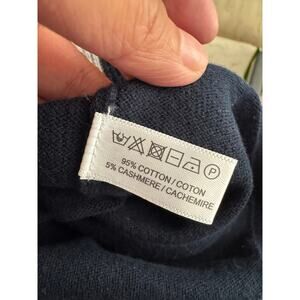 P
95% COTTON / COTON
5% CASHMERE / CACHEMIRE